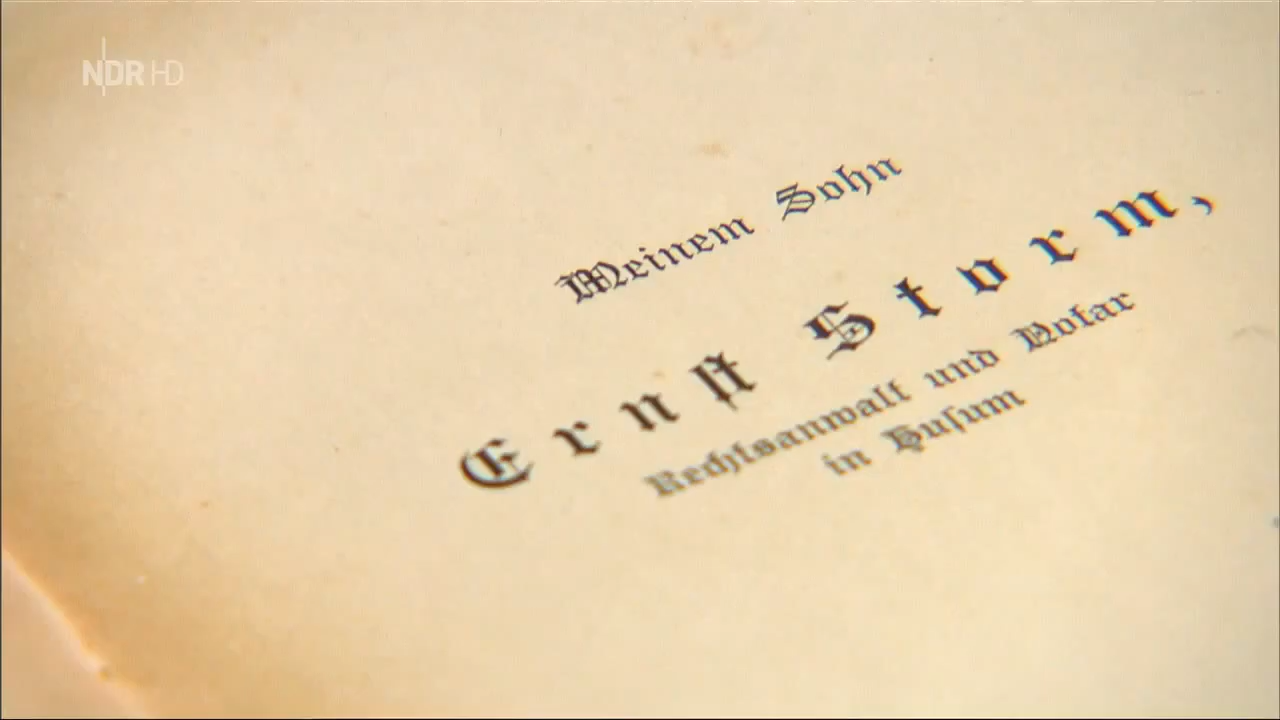 NDR HD
Meinem Sohn
Ernſt Storm,
Rechtsanwalt und Notar
in Huſum